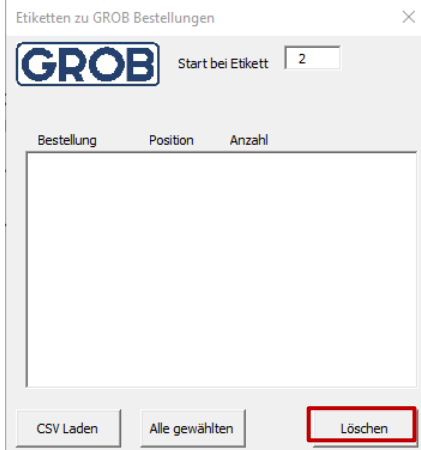 Etiketten zu GROB Bestellungen
GROB
Start bei Etikett 2
Bestellung Position Anzahl
CSV Laden Alle gewählten Löschen